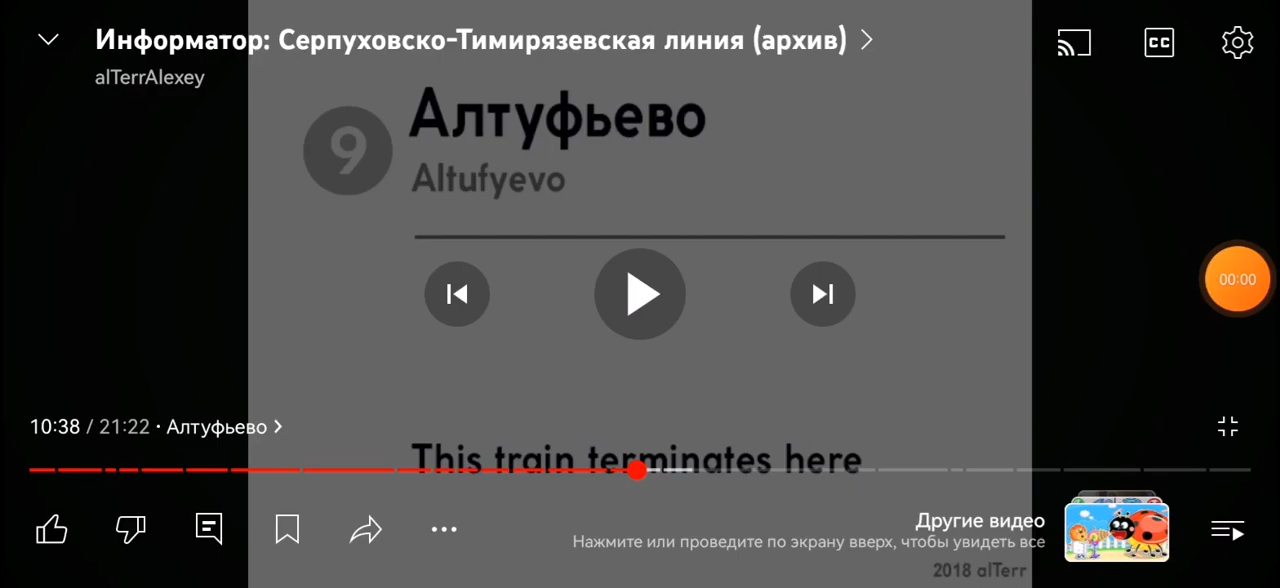 Информатор: Серпуховско-Тимирязевская линия (архив)
alTerrAlexey
CC
9
Алтуфьево
Altufyevo
00:00
10:38 / 21:22 · Алтуфьево
This train terminates here
Другие видео
Нажмите или проведите по экрану вверх, чтобы увидеть все
2018 alTerr